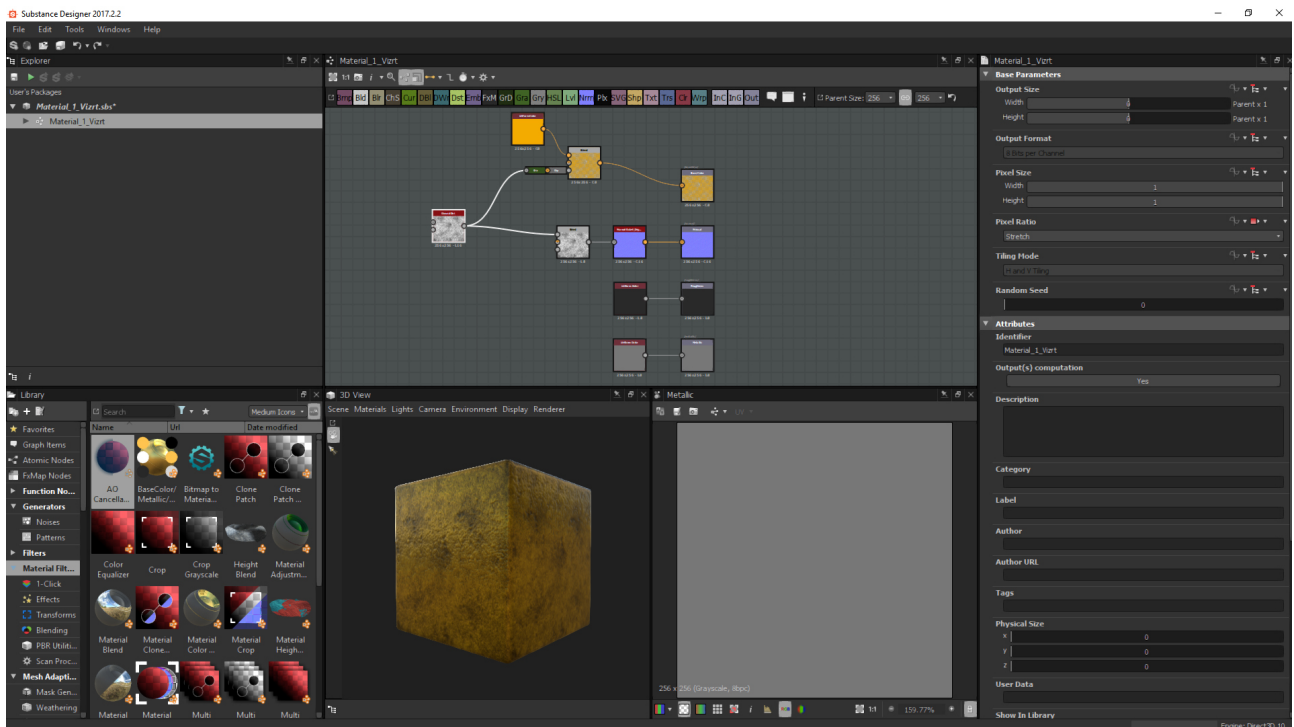 Substance Designer 2017.2.2
File Edit Tools Windows Help
Explorer
User's Packages
Material_1_Vizrt.sbs*
Material_1_Vizrt
Material_1_Vizrt
1:1 i
Bmp Bld Blr ChS Cur DBl DWr Dst Emb FxM GrD Gra Gry HSL Lvl Nrm Plx SVG Shp Txt Trs Clr Wrp InC InG Out Parent Size: 256 256
Library
Search Medium Icons
Name Url Date modified
Favorites
Graph Items
Atomic Nodes
FxMap Nodes
Function No...
Generators
Noises
Patterns
Filters
Material Filt...
1-Click
Effects
Transforms
Blending
PBR Utiliti...
Scan Proc...
Mesh Adapti...
Mask Gen...
Weathering
AO Cancella...
BaseColor/ Metallic/...
Bitmap to Materia...
Clone Patch
Clone Patch ...
Color Equalizer
Crop
Crop Grayscale
Height Blend
Material Adjustm...
Material Blend
Material Clone...
Material Color ...
Material Crop
Material Heigh...
Material
Material
Multi
Multi
Multi
3D View
Scene Materials Lights Camera Environment Display Renderer
Metallic
256 x 256 (Grayscale, 8bpc)
1:1 159.77%
Material_1_Vizrt
Base Parameters
Output Size
Width Parent x 1
Height Parent x 1
Output Format
8 Bits per Channel
Pixel Size
Width 1
Height 1
Pixel Ratio
Stretch
Tiling Mode
H and V Tiling
Random Seed
0
Attributes
Identifier
Material_1_Vizrt
Output(s) computation
Yes
Description
Category
Label
Author
Author URL
Tags
Physical Size
x 0
y 0
z 0
User Data
Show In Library
Engine: Direct3D 10